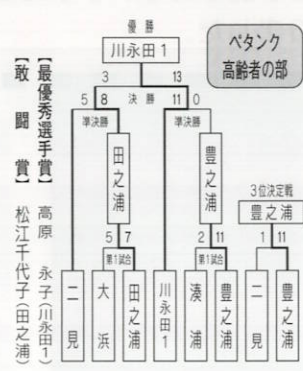 ペタンク
高齢者の部
優勝
川永田1
3 13
決勝
5 8 11 0
準決勝 準決勝
田之浦 豊之浦
3位決定戦
豊之浦
5 7 2 11 1 11
第1試合 第1試合
二見 大浜 田之浦 川永田1 湊浦 豊之浦 二見 豊之浦
【最優秀選手賞】 高原 永子(川永田1)
【敢闘賞】 松江千代子(田之浦)